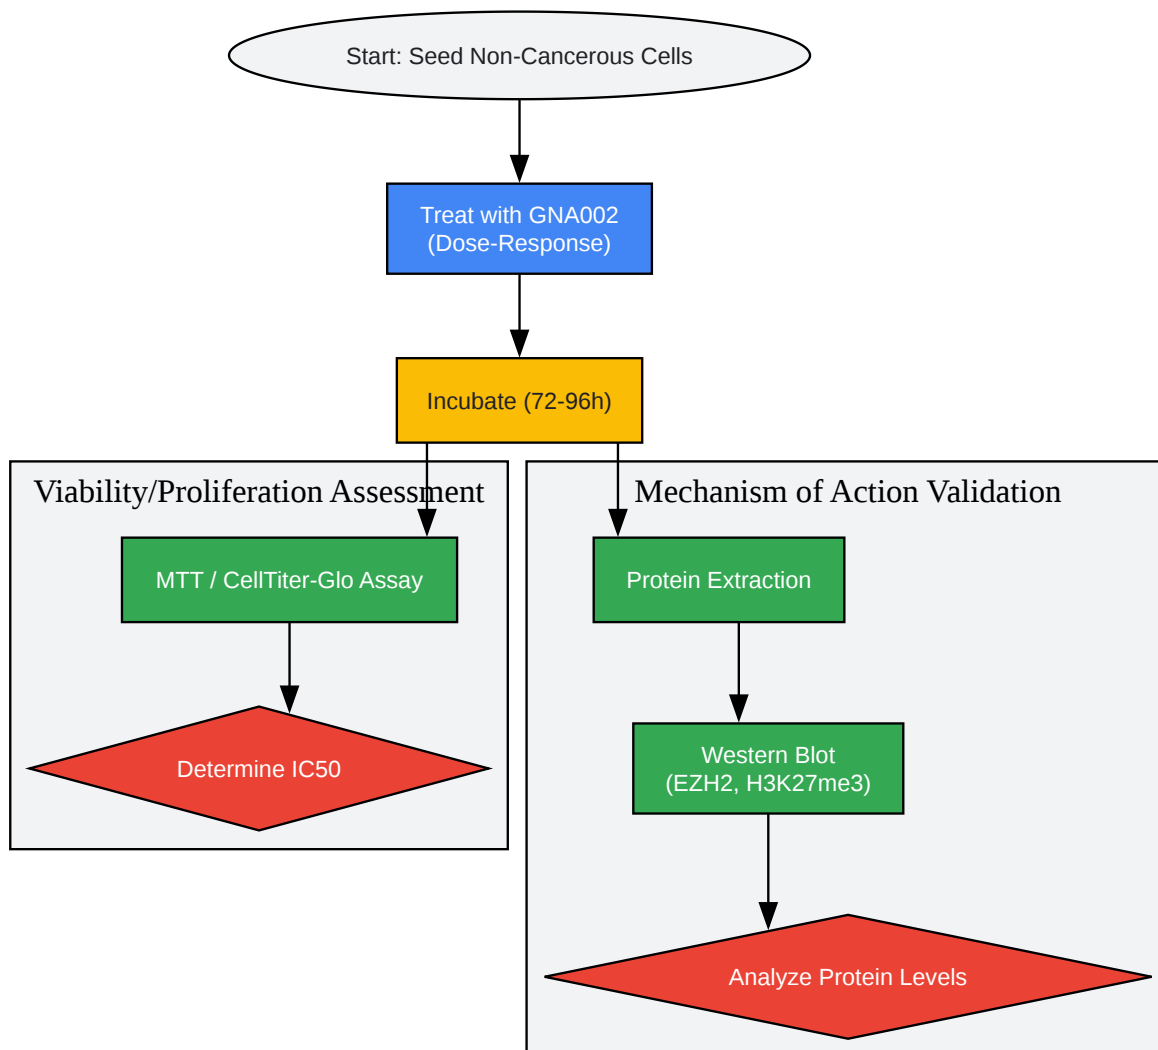 Start: Seed Non-Cancerous Cells
Treat with GNA002
(Dose-Response)
Incubate (72-96h)
Viability/Proliferation Assessment
MTT / CellTiter-Glo Assay
Determine IC50
Mechanism of Action Validation
Protein Extraction
Western Blot
(EZH2, H3K27me3)
Analyze Protein Levels